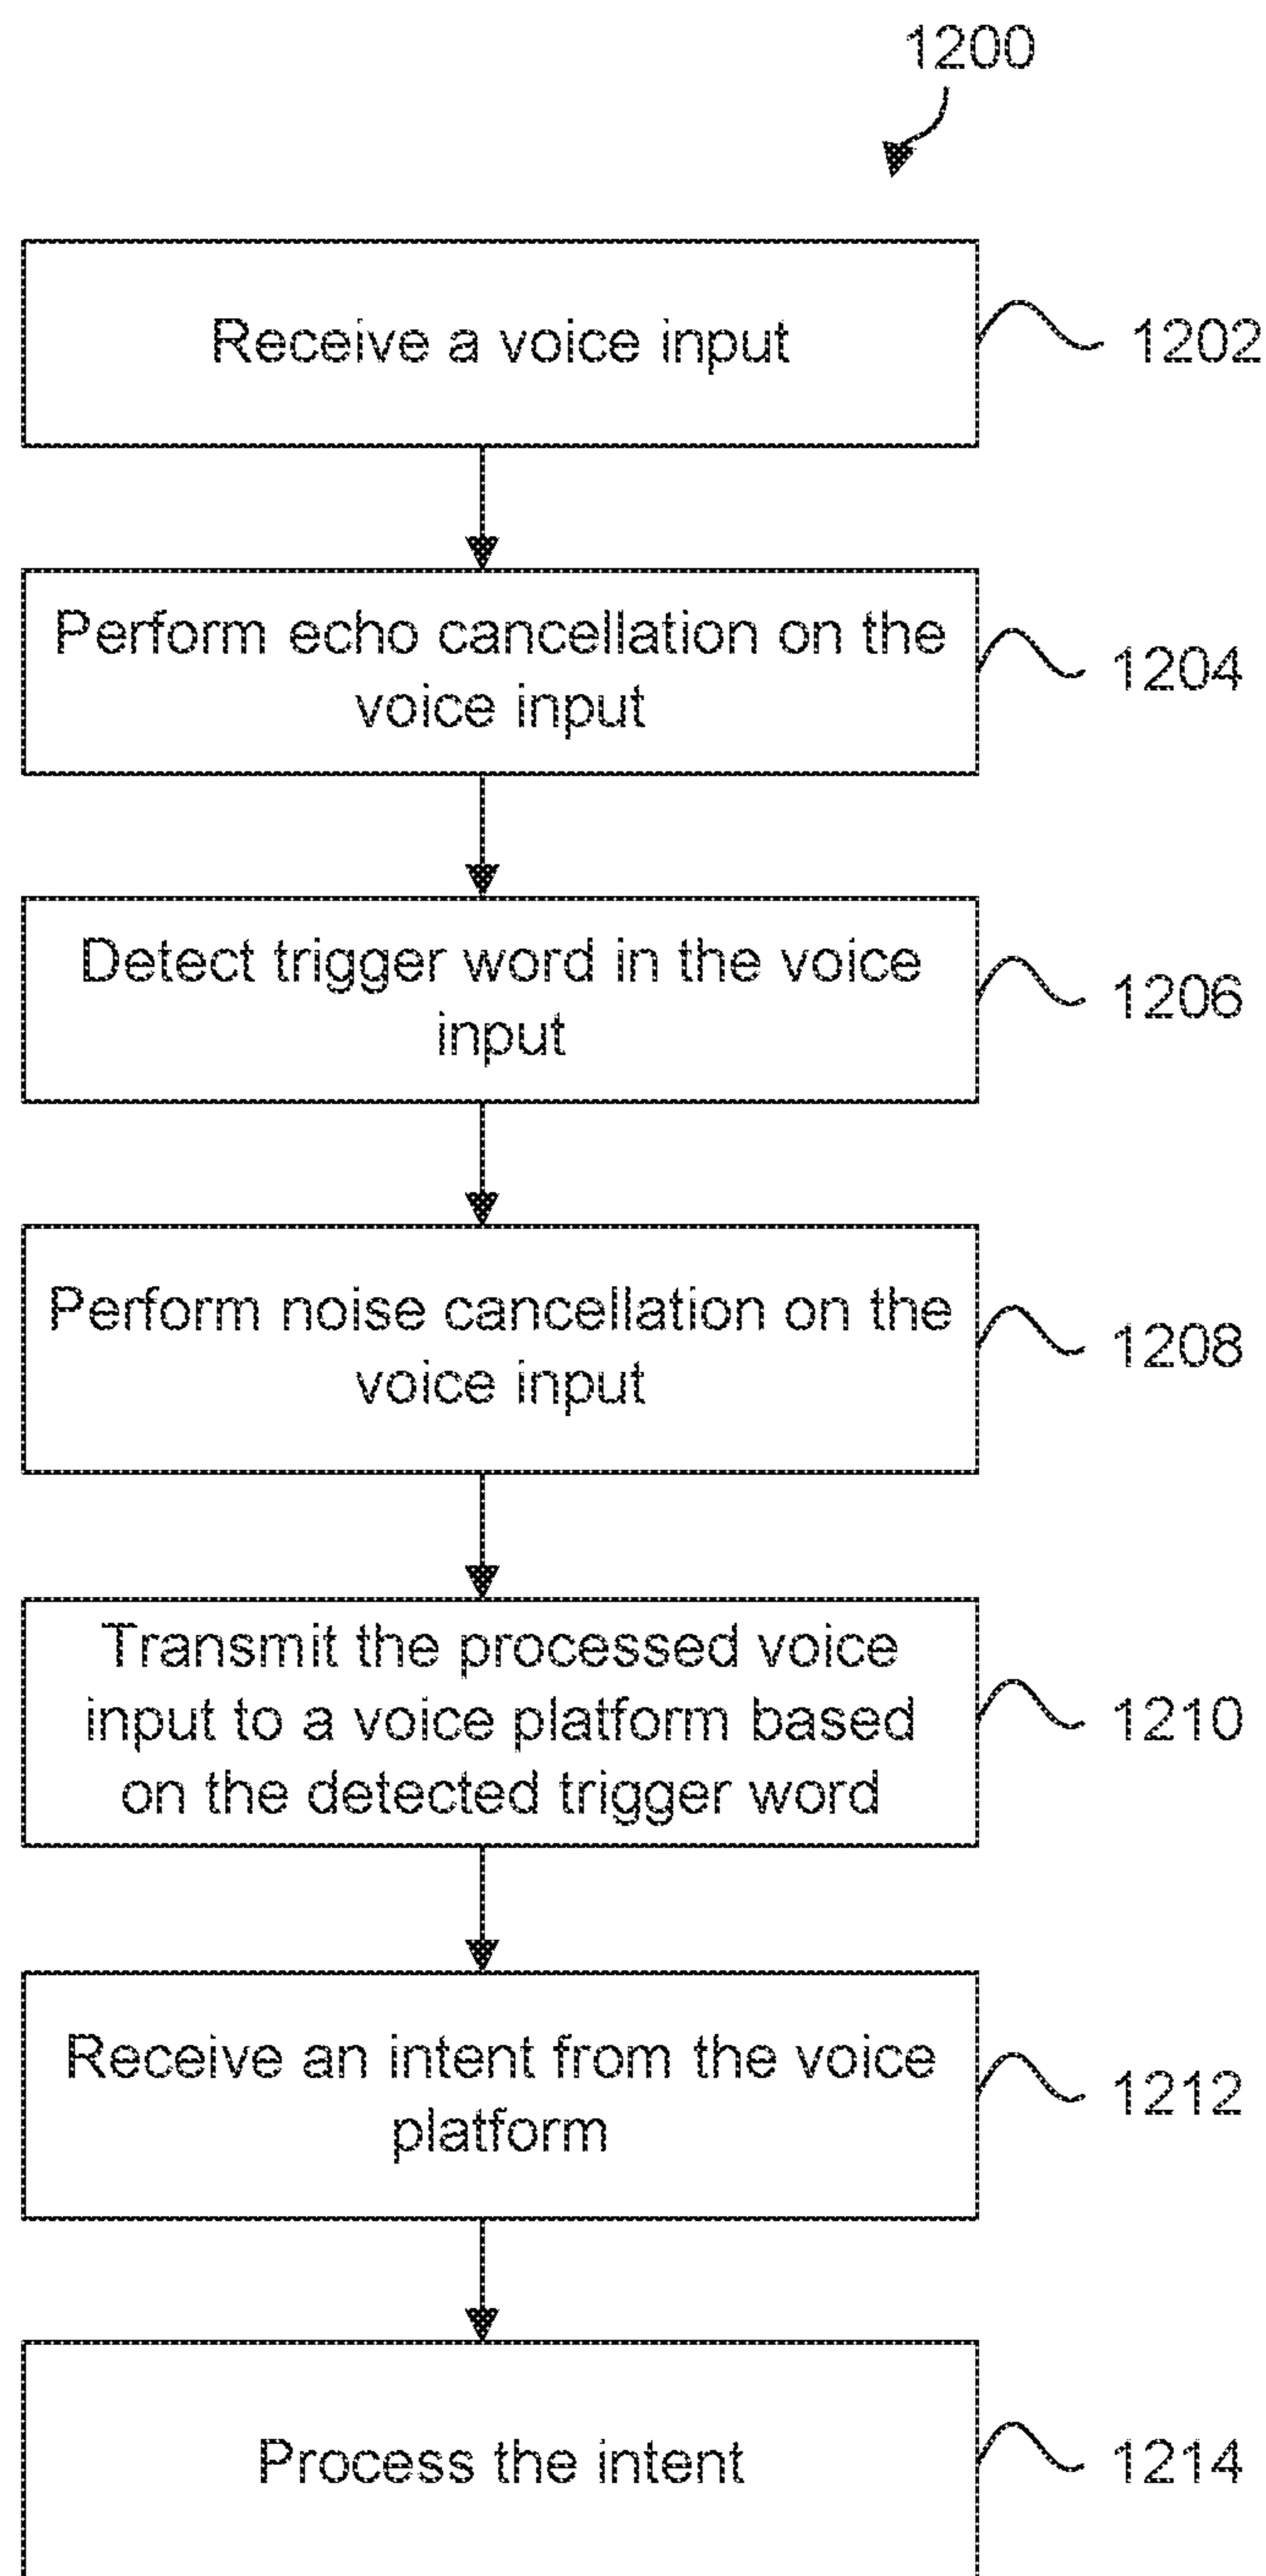 1200
Receive a voice input
1202
Perform echo cancellation on the
voice input
1204
Detect trigger word in the voice
input
1206
Perform noise cancellation on the
voice input
1208
Transmit the processed voice
input to a voice platform based
on the detected trigger word
1210
Receive an intent from the voice
platform
1212
Process the intent
1214